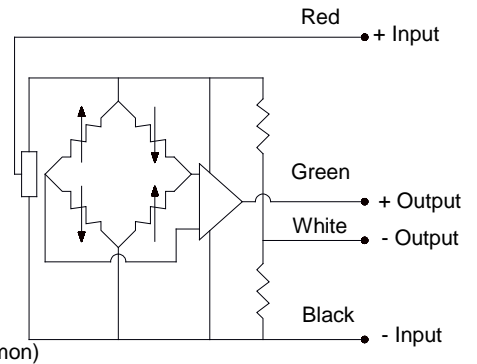 Red
+ Input
Green
+ Output
White
- Output
Black
- Input
mon)